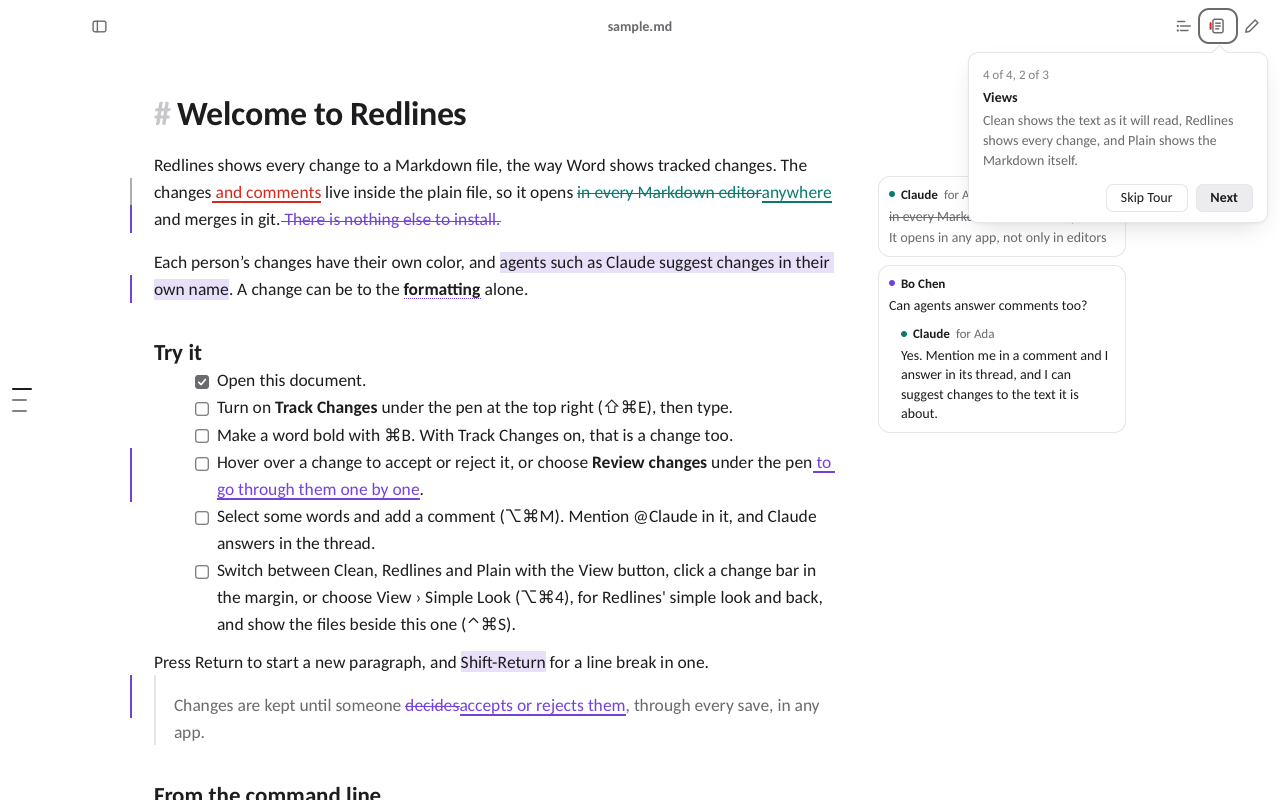 sample.md
4 of 4, 2 of 3
Views
Clean shows the text as it will read, Redlines
shows every change, and Plain shows the
Markdown itself.
Skip Tour
Next
# Welcome to Redlines
Redlines shows every change to a Markdown file, the way Word shows tracked changes. The
changes and comments live inside the plain file, so it opens in every Markdown editoranywhere
and merges in git. There is nothing else to install.
Each person’s changes have their own color, and agents such as Claude suggest changes in their
own name. A change can be to the formatting alone.
Try it
Open this document.
Turn on Track Changes under the pen at the top right (⇧⌘E), then type.
Make a word bold with ⌘B. With Track Changes on, that is a change too.
Hover over a change to accept or reject it, or choose Review changes under the pen to
go through them one by one.
Select some words and add a comment (⌥⌘M). Mention @Claude in it, and Claude
answers in the thread.
Switch between Clean, Redlines and Plain with the View button, click a change bar in
the margin, or choose View › Simple Look (⌥⌘4), for Redlines' simple look and back,
and show the files beside this one (⌃⌘S).
Press Return to start a new paragraph, and Shift-Return for a line break in one.
Changes are kept until someone decidesaccepts or rejects them, through every save, in any
app.
From the command line
Claude for
in every
It opens in any app, not only in editors
Bo Chen
Can agents answer comments too?
Claude for Ada
Yes. Mention me in a comment and I
answer in its thread, and I can
suggest changes to the text it is
about.